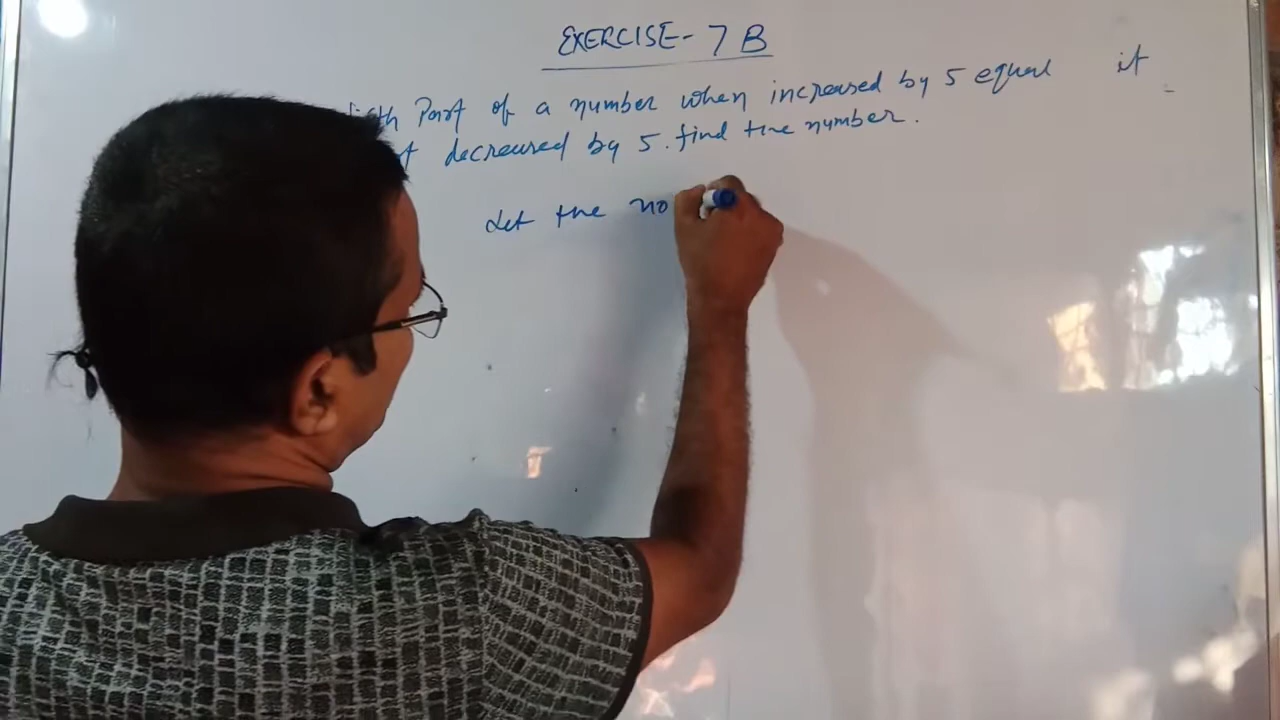 EXERCISE- 7 B
Part of a number when increased by 5 equal it
decreased by 5. find the number.
Let the no